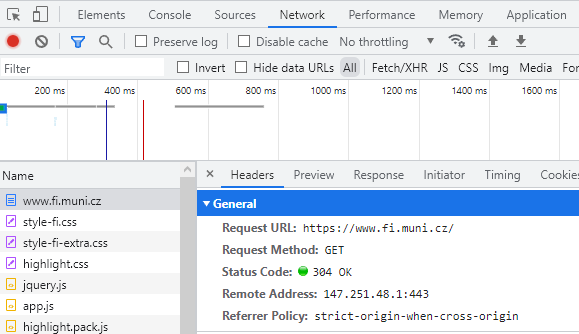 Elements Console Sources Network Performance Memory Application
Preserve log Disable cache No throttling
Filter Invert Hide data URLs All Fetch/XHR JS CSS Img Media
200 ms 400 ms 600 ms 800 ms 1000 ms 1200 ms 1400 ms 1600 ms
Name × Headers Preview Response Initiator Timing Cookies
www.fi.muni.cz
style-fi.css
style-fi-extra.css
highlight.css
jquery.js
app.js
highlight.pack.js
General
Request URL: https://www.fi.muni.cz/
Request Method: GET
Status Code: 304 OK
Remote Address: 147.251.48.1:443
Referrer Policy: strict-origin-when-cross-origin